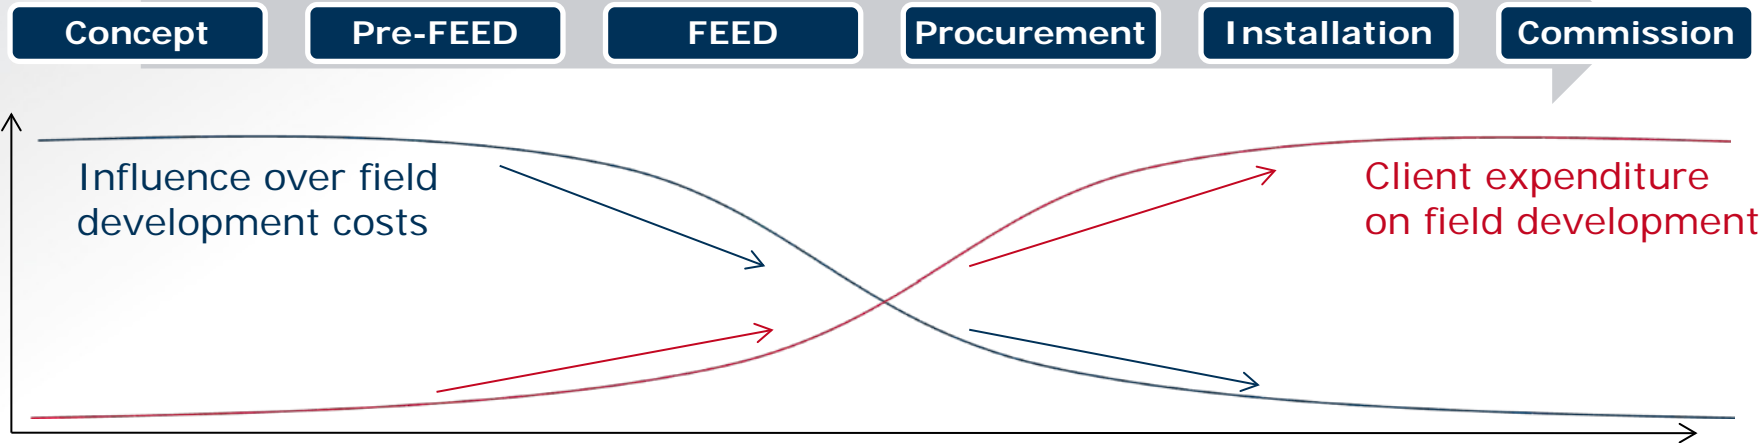 Concept
Pre-FEED
FEED
Procurement
Installation
Commission
Influence over field
development costs
Client expenditure
on field development